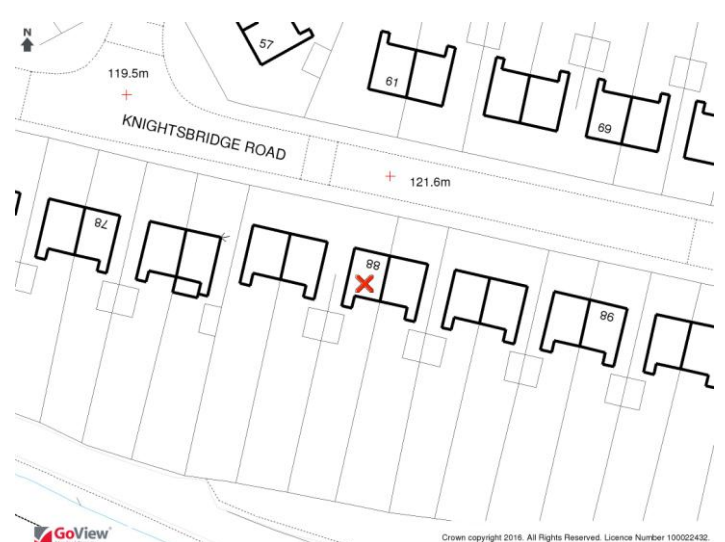 N
57
119.5m
61
69
KNIGHTSBRIDGE ROAD
121.6m
78
88
98
GoView
Crown copyright 2016. All Rights Reserved. Licence Number 100022432.